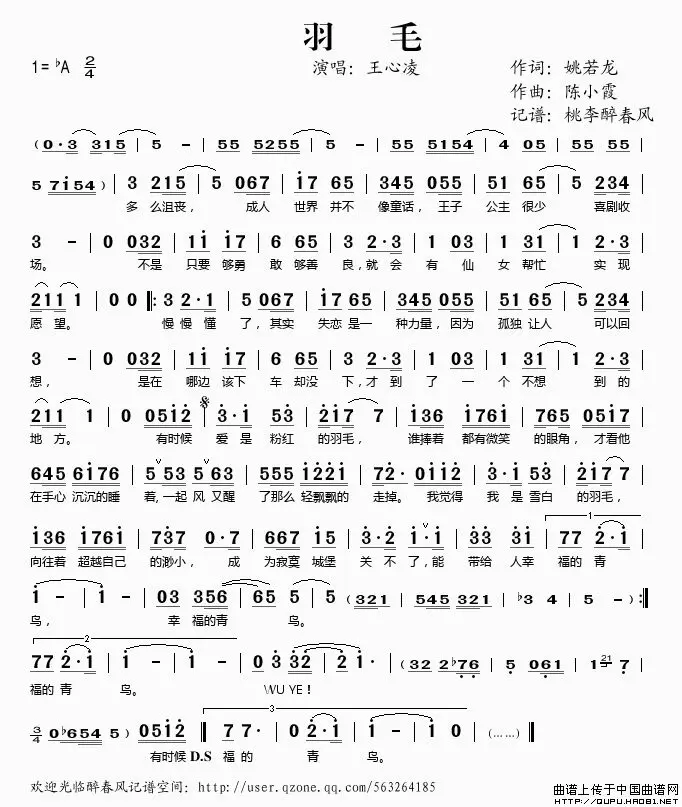 羽 毛
1=♭A 2/4 演唱：王心凌 作词：姚若龙
作曲：陈小霞
记谱：桃李醉春风
(0·3 315 | 5 - | 55 5255 | 5 - | 55 5154 | 4 05 | 55 55
5 7i54) | 3 215 | 5 067 | i7 65 | 345 055 | 51 65 | 5 234
多 么沮丧， 成人 世界 并不 像童话，王子 公主 很少 喜剧收
3 - | 0 032 | 1i i7 | 6 65 | 3 2·3 | 1 03 | 1 31 | 1 2·3
场。 不是 只要 够勇 敢 够善 良，就 会 有 仙 女 帮忙 实 现
2111 1 | 0 0 ‖: 3 2·1 | 5 067 | i7 65 | 345 055 | 51 65 | 5 234
愿 望。 慢 慢 懂 了，其实 失恋 是一 种力量，因为 孤独 让人 可以回
3 - | 0 032 | 1i i7 | 6 65 | 3 2·3 | 1 03 | 1 31 | 1 2·3
想， 是在 哪边 该下 车 却没 下，才 到 了 一 个 不想 到 的
211 1 | 0 05i2 | 3·i 53 | 2i7 7 | i36 i76i | 765 05i7
地 方。 有时候 爱 是 粉红 的羽毛， 谁捧着 都有微笑 的眼角，才看他
645 6i76 | 5 53 5 63 | 555 i22i | 72· 0ii2 | 3·i 53 | 2i7 7
在手心 沉沉的睡 着，一起 风 又醒 了那么 轻飘飘的 走掉。我觉得 我 是 雪白 的羽毛，
i36 i76i | 737 0·7 | 667 i5 | 3·2 i·i | 33 3i | 1 77 2·i
向往着 超越自己 的渺小， 成 为寂寞 城堡 关 不 了，能 带给 人幸 福的 青
i - | i - | 03 356 | 65 5 | 5 (321 | 545 321 | ♭3 4 | 5 -) :‖
鸟， 幸 福的青 鸟。
2 77 2·i | i - | i - | 0 3 32 | 2 i· | (32 2♭76 | 5 061 | 1 21 7
福的 青 鸟。 WU YE！
3/4 0♭654 5) | 05i2 ‖ 3 7 7· | 0 2·i | i - | i 0 | (……) ‖
有时候 D.S 福 的 青 鸟。
欢迎光临醉春风记谱空间：http://user.qzone.qq.com/563264185
曲谱上传于中国曲谱网
HTTP://QUPU.HAO81.NET